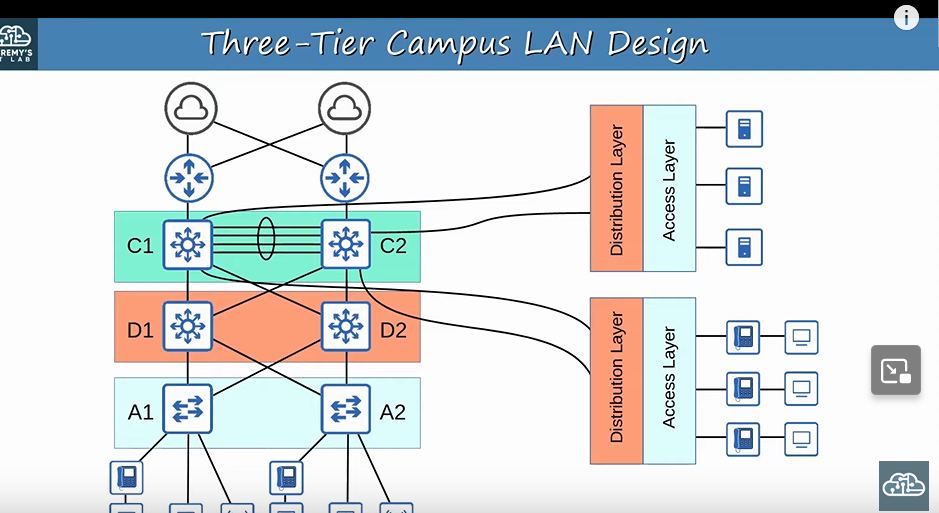 Three-Tier Campus LAN Design
REMY'S
T LAB
i
C1
C2
D1
D2
A1
A2
Distribution Layer
Access Layer
Distribution Layer
Access Layer